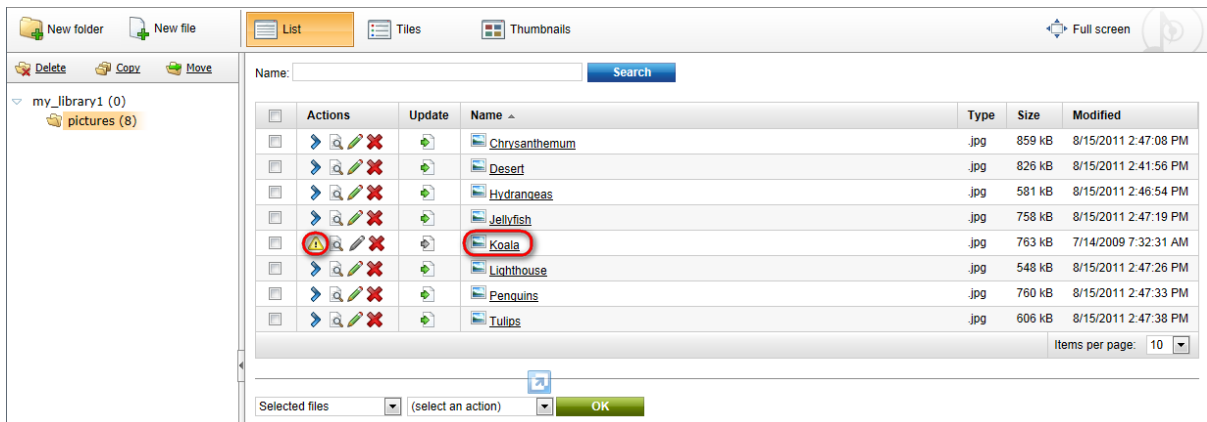 New folder New file List Tiles Thumbnails Full screen
Delete Copy Move
Name: Search
my_library1 (0)
pictures (8)
Actions Update Name Type Size Modified
Chrysanthemum .jpg 859 kB 8/15/2011 2:47:08 PM
Desert .jpg 826 kB 8/15/2011 2:41:56 PM
Hydrangeas .jpg 581 kB 8/15/2011 2:46:54 PM
Jellyfish .jpg 758 kB 8/15/2011 2:47:19 PM
Koala .jpg 763 kB 7/14/2009 7:32:31 AM
Lighthouse .jpg 548 kB 8/15/2011 2:47:26 PM
Penguins .jpg 760 kB 8/15/2011 2:47:33 PM
Tulips .jpg 606 kB 8/15/2011 2:47:38 PM
Items per page: 10
Selected files (select an action) OK